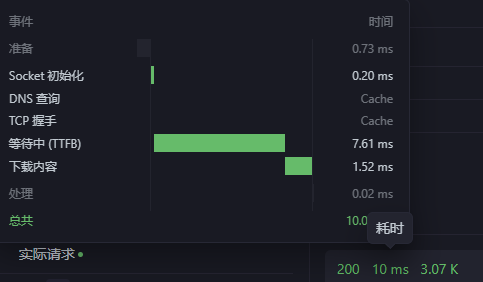 事件 时间
准备 0.73 ms
Socket 初始化 0.20 ms
DNS 查询 Cache
TCP 握手 Cache
等待中 (TTFB) 7.61 ms
下载内容 1.52 ms
处理 0.02 ms
总共 10.0
耗时
实际请求
200 10 ms 3.07 K